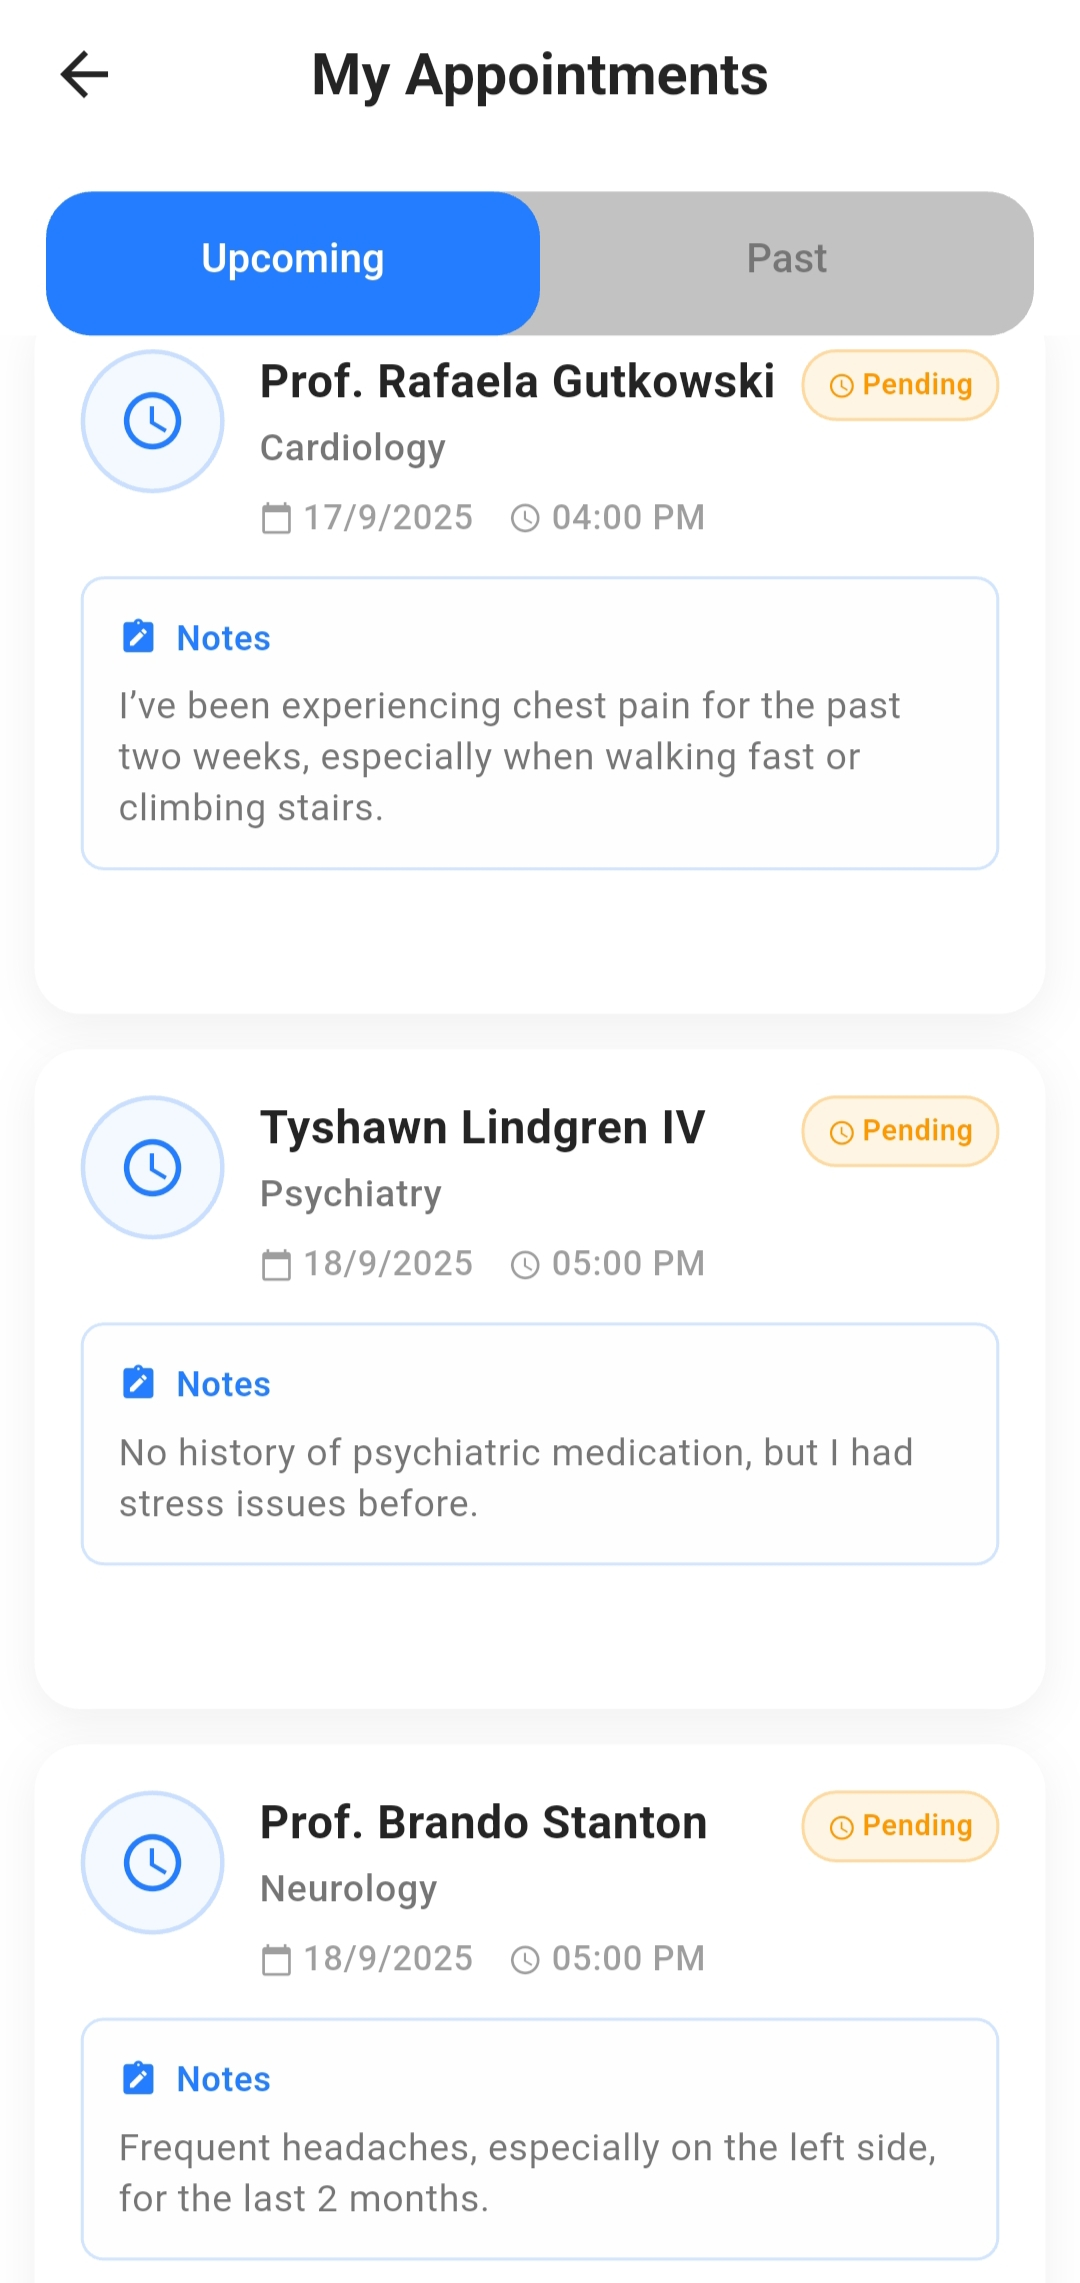 My Appointments
Upcoming
Past
Prof. Rafaela Gutkowski
Pending
Cardiology
17/9/2025 04:00 PM
Notes
I’ve been experiencing chest pain for the past
two weeks, especially when walking fast or
climbing stairs.
Tyshawn Lindgren IV
Pending
Psychiatry
18/9/2025 05:00 PM
Notes
No history of psychiatric medication, but I had
stress issues before.
Prof. Brando Stanton
Pending
Neurology
18/9/2025 05:00 PM
Notes
Frequent headaches, especially on the left side,
for the last 2 months.